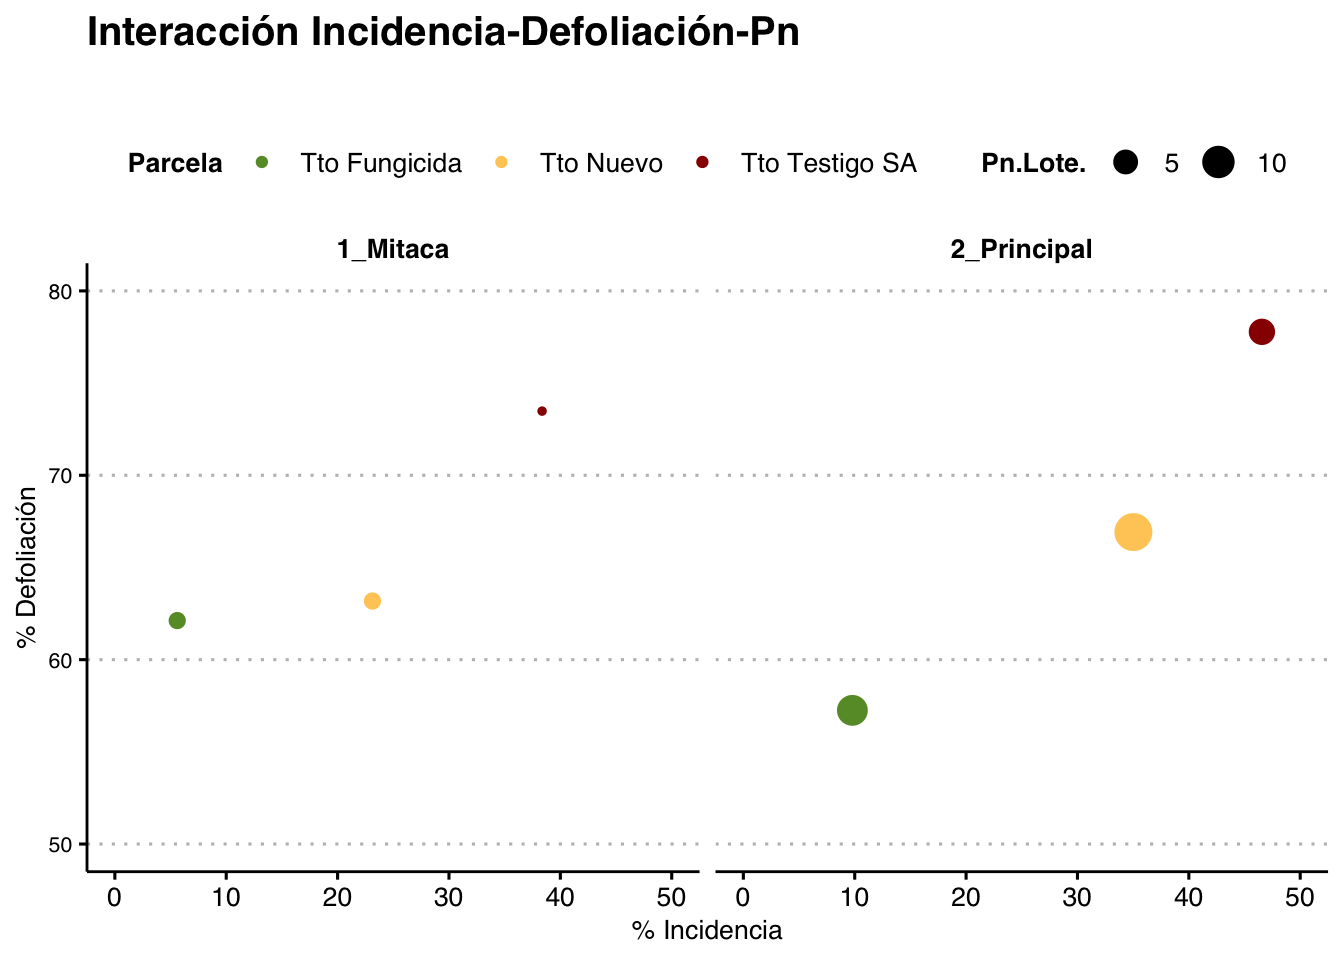 Interacción Incidencia-Defoliación-Pn
Parcela Tto Fungicida Tto Nuevo Tto Testigo SA Pn.Lote. 5 10
1_Mitaca 2_Principal
% Defoliación
80
70
60
50
0 10 20 30 40 50 0 10 20 30 40 50
% Incidencia